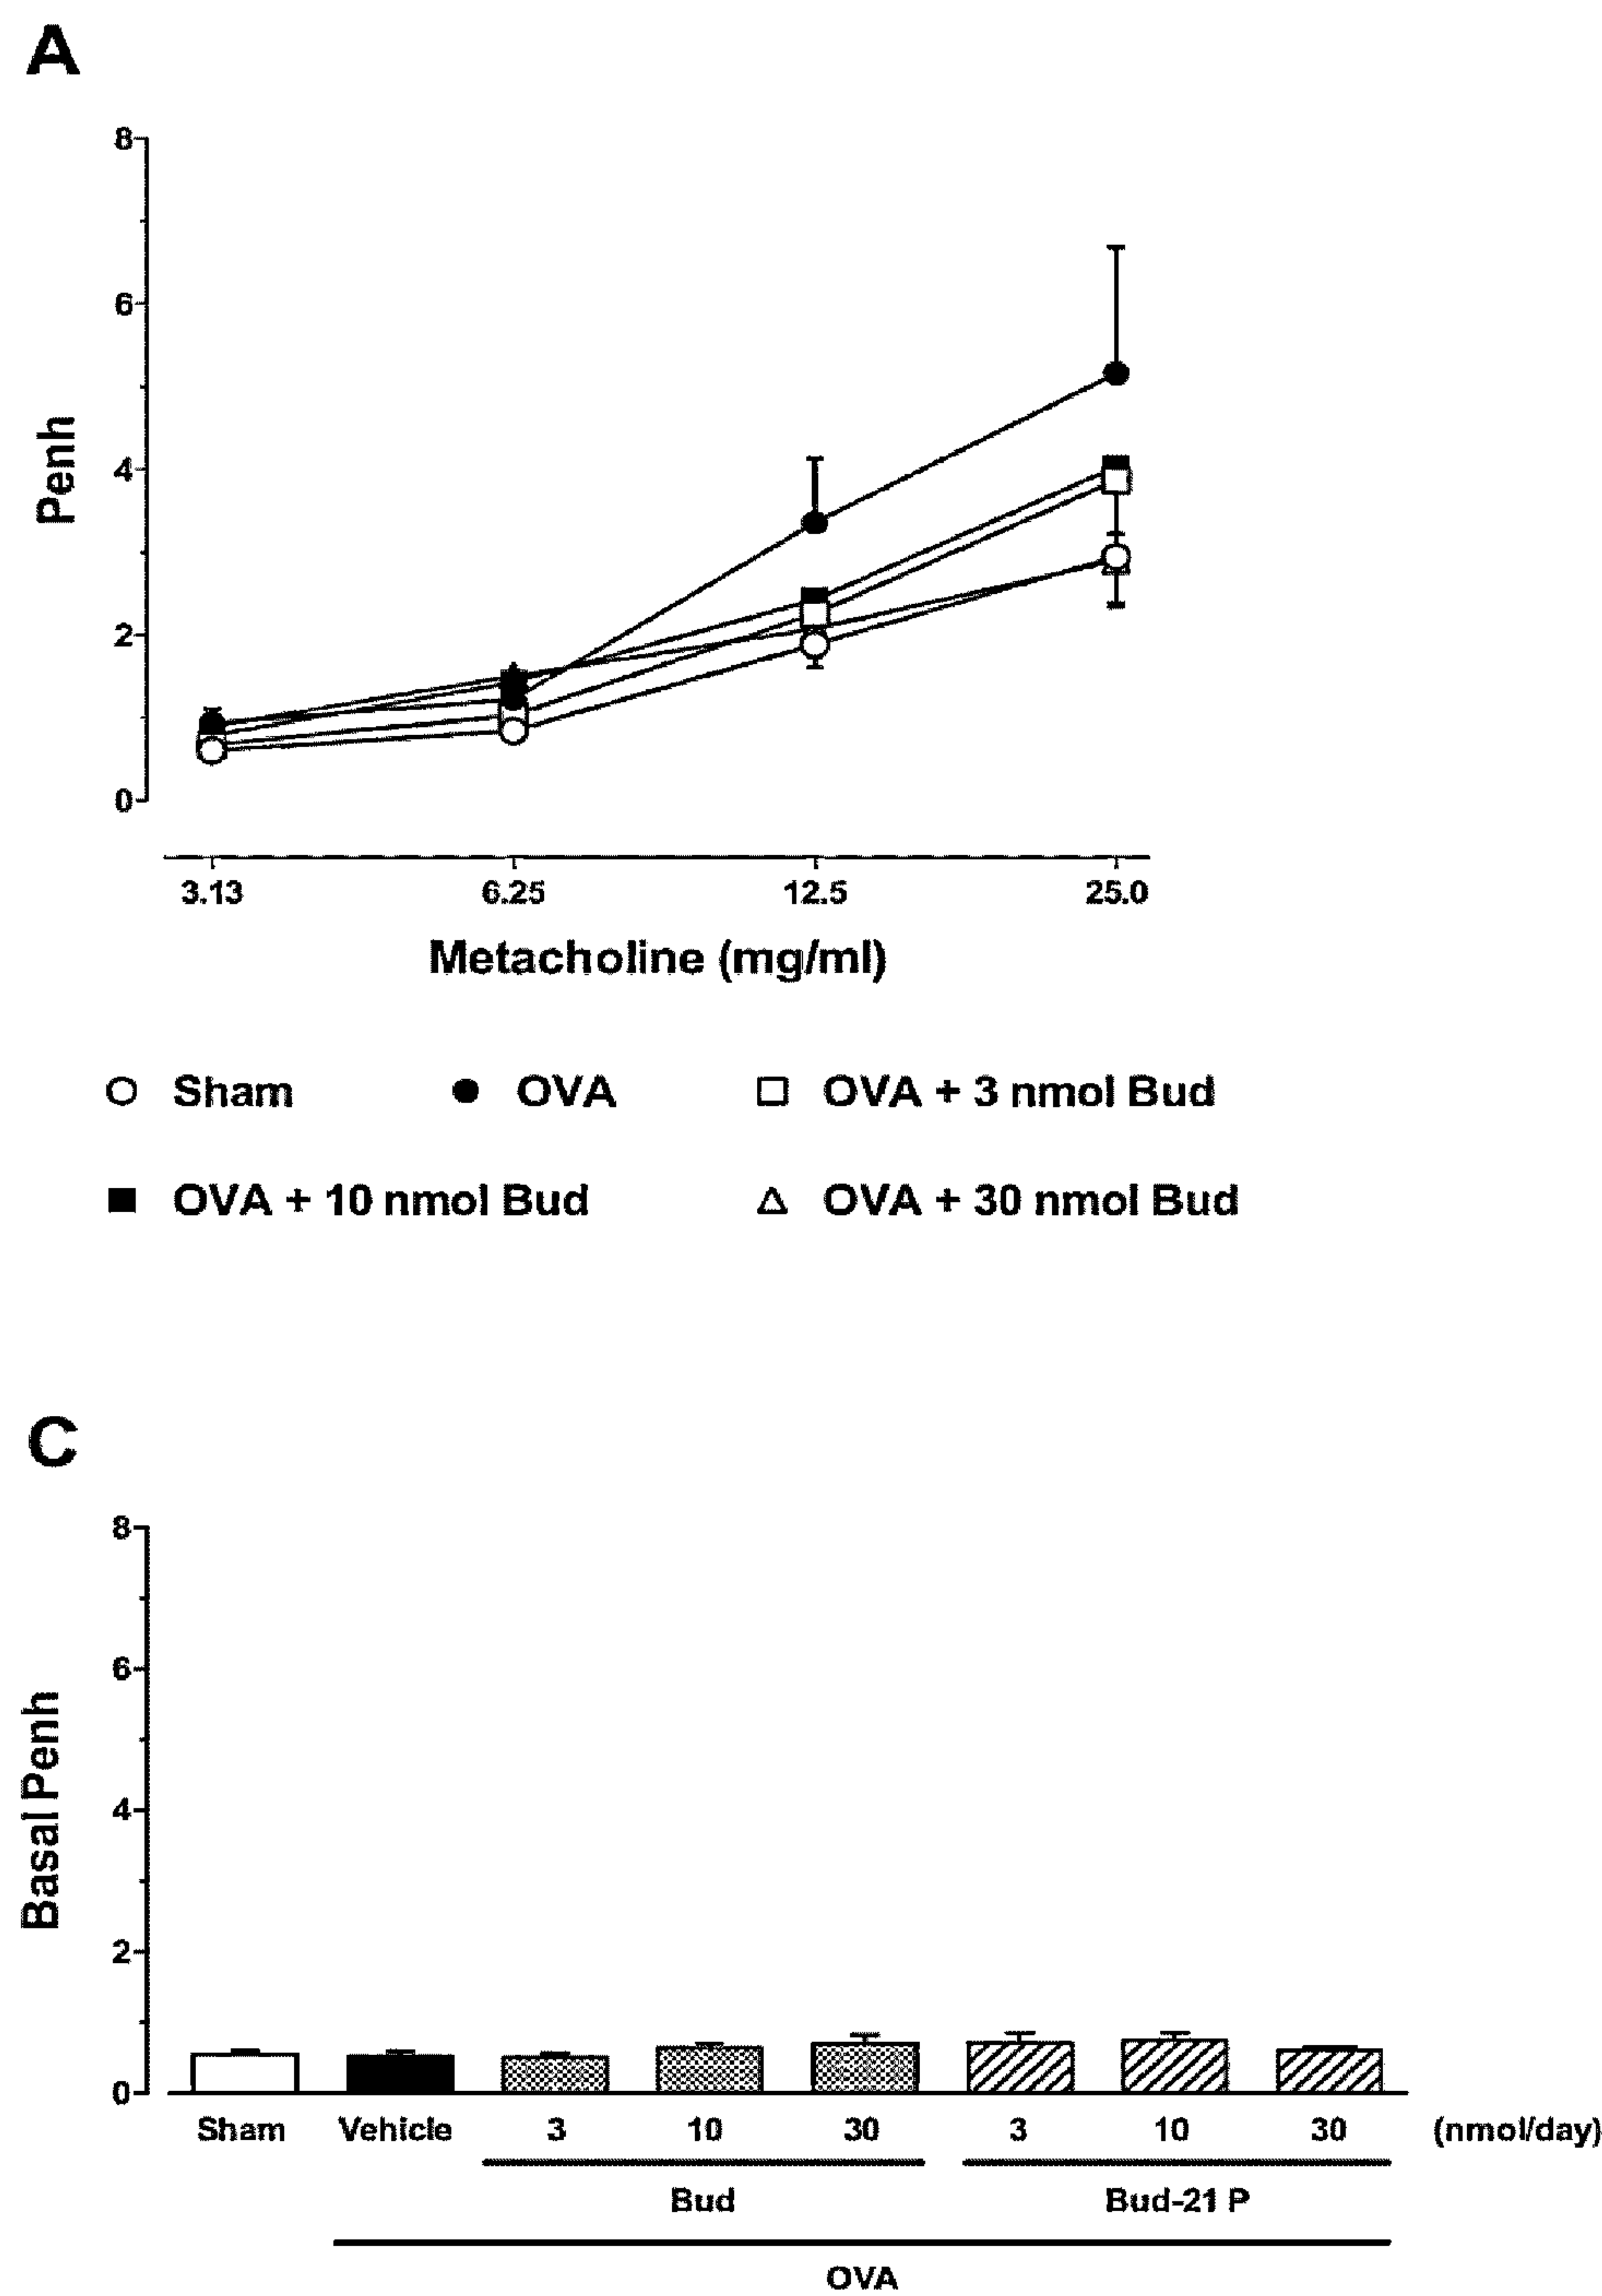 A
8
6
4
2
0
Penh
3.13 6.25 12.5 25.0
Metacholine (mg/ml)
Sham OVA OVA + 3 nmol Bud
OVA + 10 nmol Bud OVA + 30 nmol Bud
C
8
6
4
2
0
Basal Penh
Sham Vehicle 3 10 30 3 10 30 (nmol/day)
Bud Bud-21 P
OVA